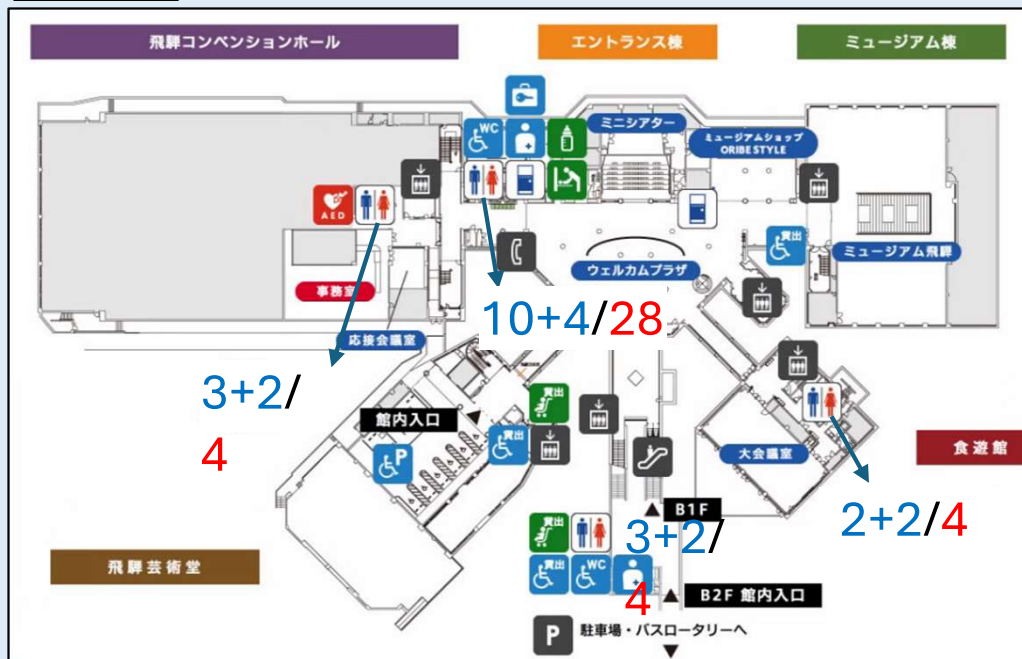 飛騨コンベンションホール
エントランス棟
ミュージアム棟
WC
ミニシアター
ミュージアムショップ
ORIBE STYLE
AED
貸出
ミュージアム飛騨
ウェルカムプラザ
事務室
10+4/28
応接会議室
3+2/
4
貸出
館内入口
貸出
P
大会議室
食遊館
B1F
2+2/4
3+2/
4
貸出
貸出
WC
飛騨芸術堂
B2F 館内入口
P
駐車場・バスロータリーへ